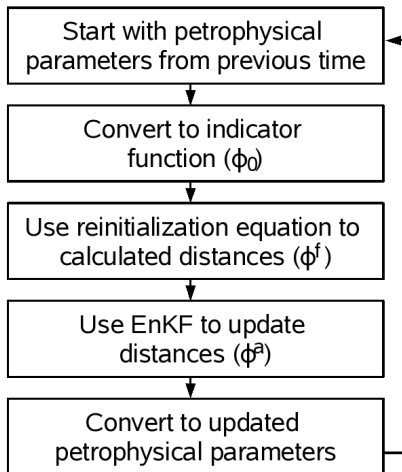 Start with petrophysical
parameters from previous time
Convert to indicator
function (ϕ₀)
Use reinitialization equation to
calculated distances (ϕᶠ)
Use EnKF to update
distances (ϕᵃ)
Convert to updated
petrophysical parameters